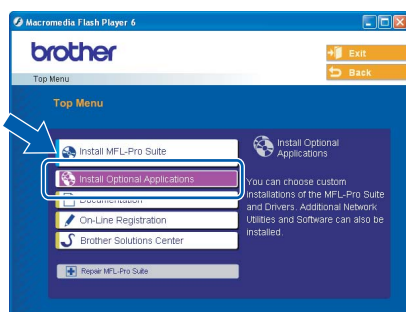 Macromedia Flash Player 6
brother
Exit
Back
Top Menu
Top Menu
Install MFL-Pro Suite
Install Optional Applications
Documentation
On-Line Registration
Brother Solutions Center
Repair MFL-Pro Suite
Install Optional
Applications
You can choose custom
installations of the MFL-Pro Suite
and Drivers. Additional Network
Utilities and Software can also be
installed.